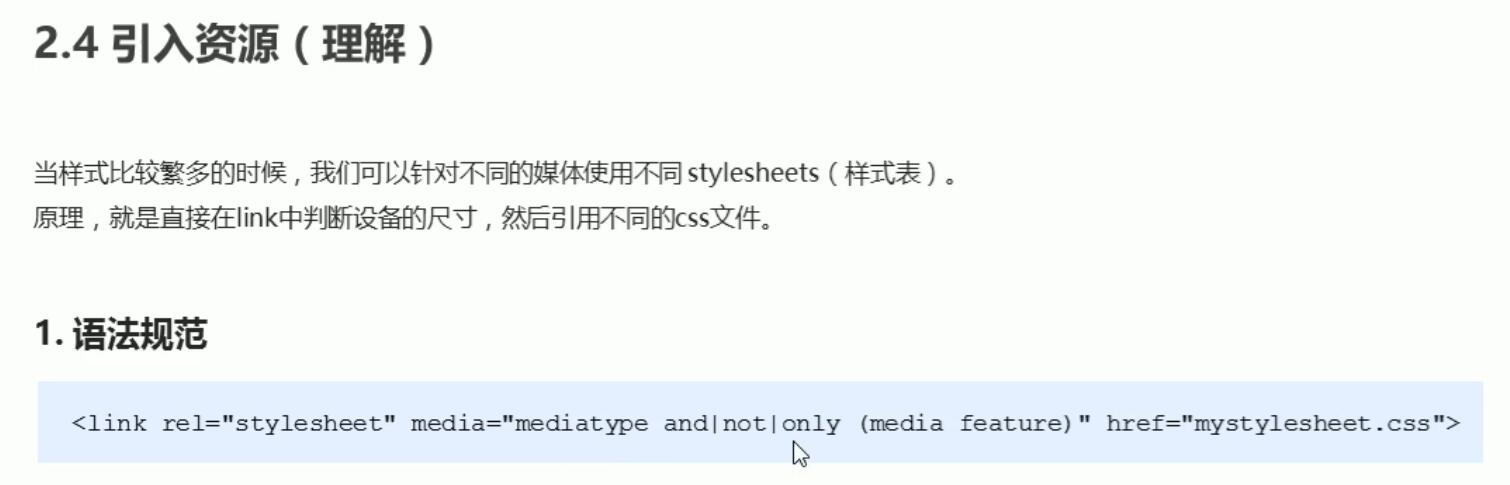 2.4 引入资源（理解）
当样式比较繁多的时候，我们可以针对不同的媒体使用不同 stylesheets（样式表）。
原理，就是直接在link中判断设备的尺寸，然后引用不同的css文件。
1. 语法规范
<link rel="stylesheet" media="mediatype and|not|only (media feature)" href="mystylesheet.css">